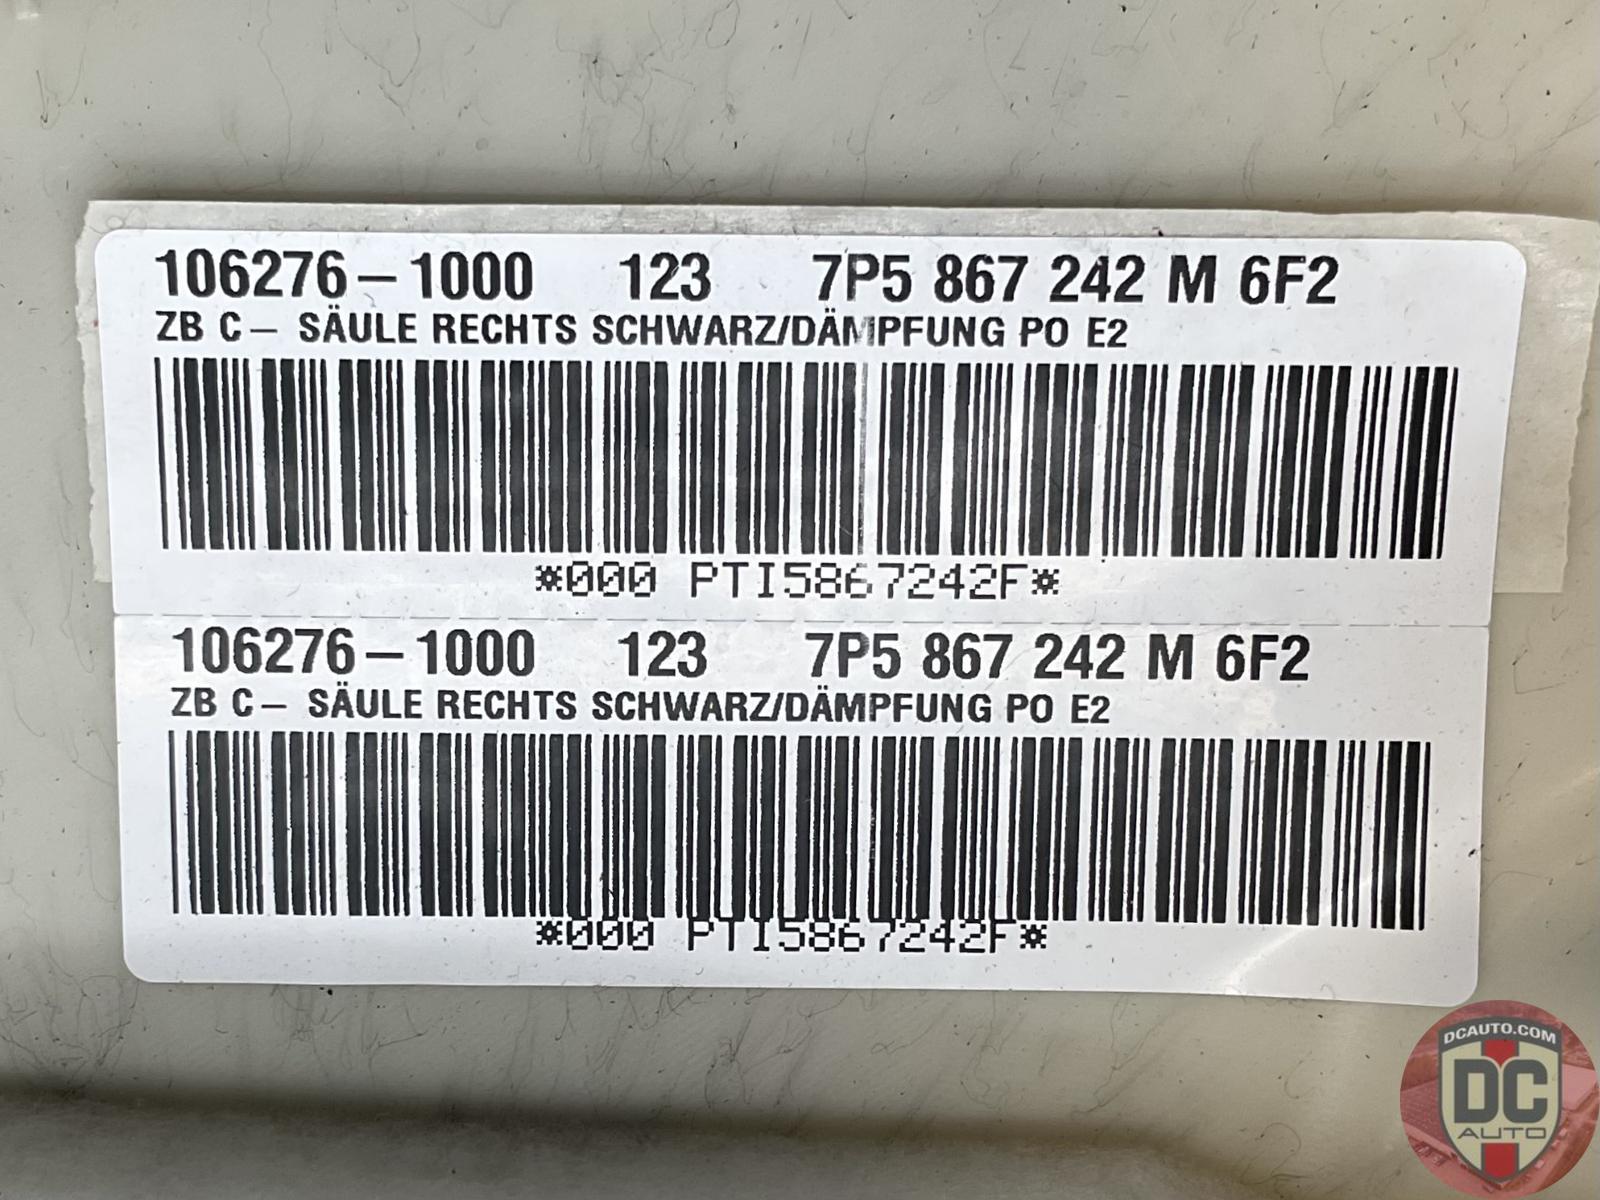 106276-1000 123 7P5 867 242 M 6F2
ZB C- SÄULE RECHTS SCHWARZ/DÄMPFUNG PO E2
*000 PTI5867242F*
106276-1000 123 7P5 867 242 M 6F2
ZB C- SÄULE RECHTS SCHWARZ/DÄMPFUNG PO E2
*000 PTI5867242F*
DCAUTO.COM
DC
AUTO